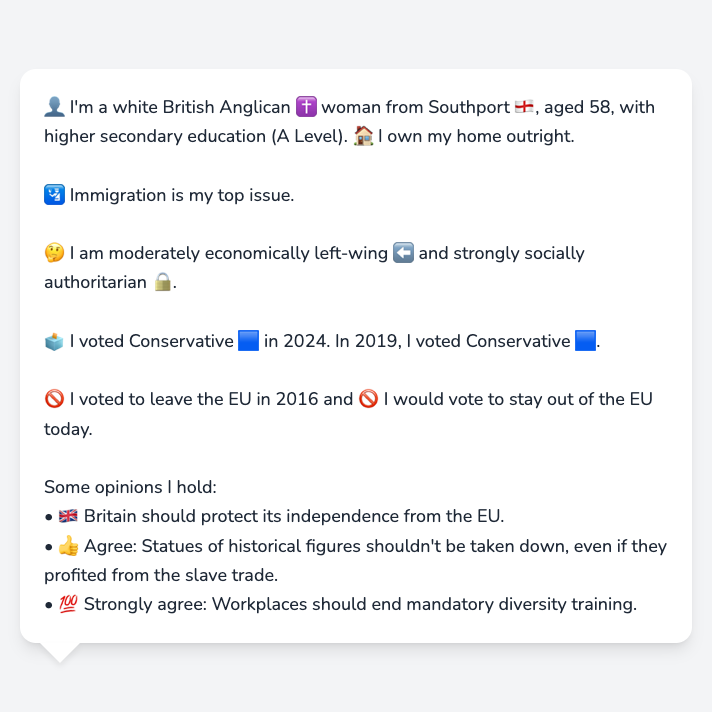 👤 I'm a white British Anglican ✝️ woman from Southport 🏴󠁧󠁢󠁥󠁮󠁧󠁿, aged 58, with
higher secondary education (A Level). 🏠 I own my home outright.
🛂 Immigration is my top issue.
🤔 I am moderately economically left-wing ⬅️ and strongly socially
authoritarian 🔒.
🗳️ I voted Conservative 🟦 in 2024. In 2019, I voted Conservative 🟦.
🚫 I voted to leave the EU in 2016 and 🚫 I would vote to stay out of the EU
today.
Some opinions I hold:
• 🇬🇧 Britain should protect its independence from the EU.
• 👍 Agree: Statues of historical figures shouldn't be taken down, even if they
profited from the slave trade.
• 💯 Strongly agree: Workplaces should end mandatory diversity training.